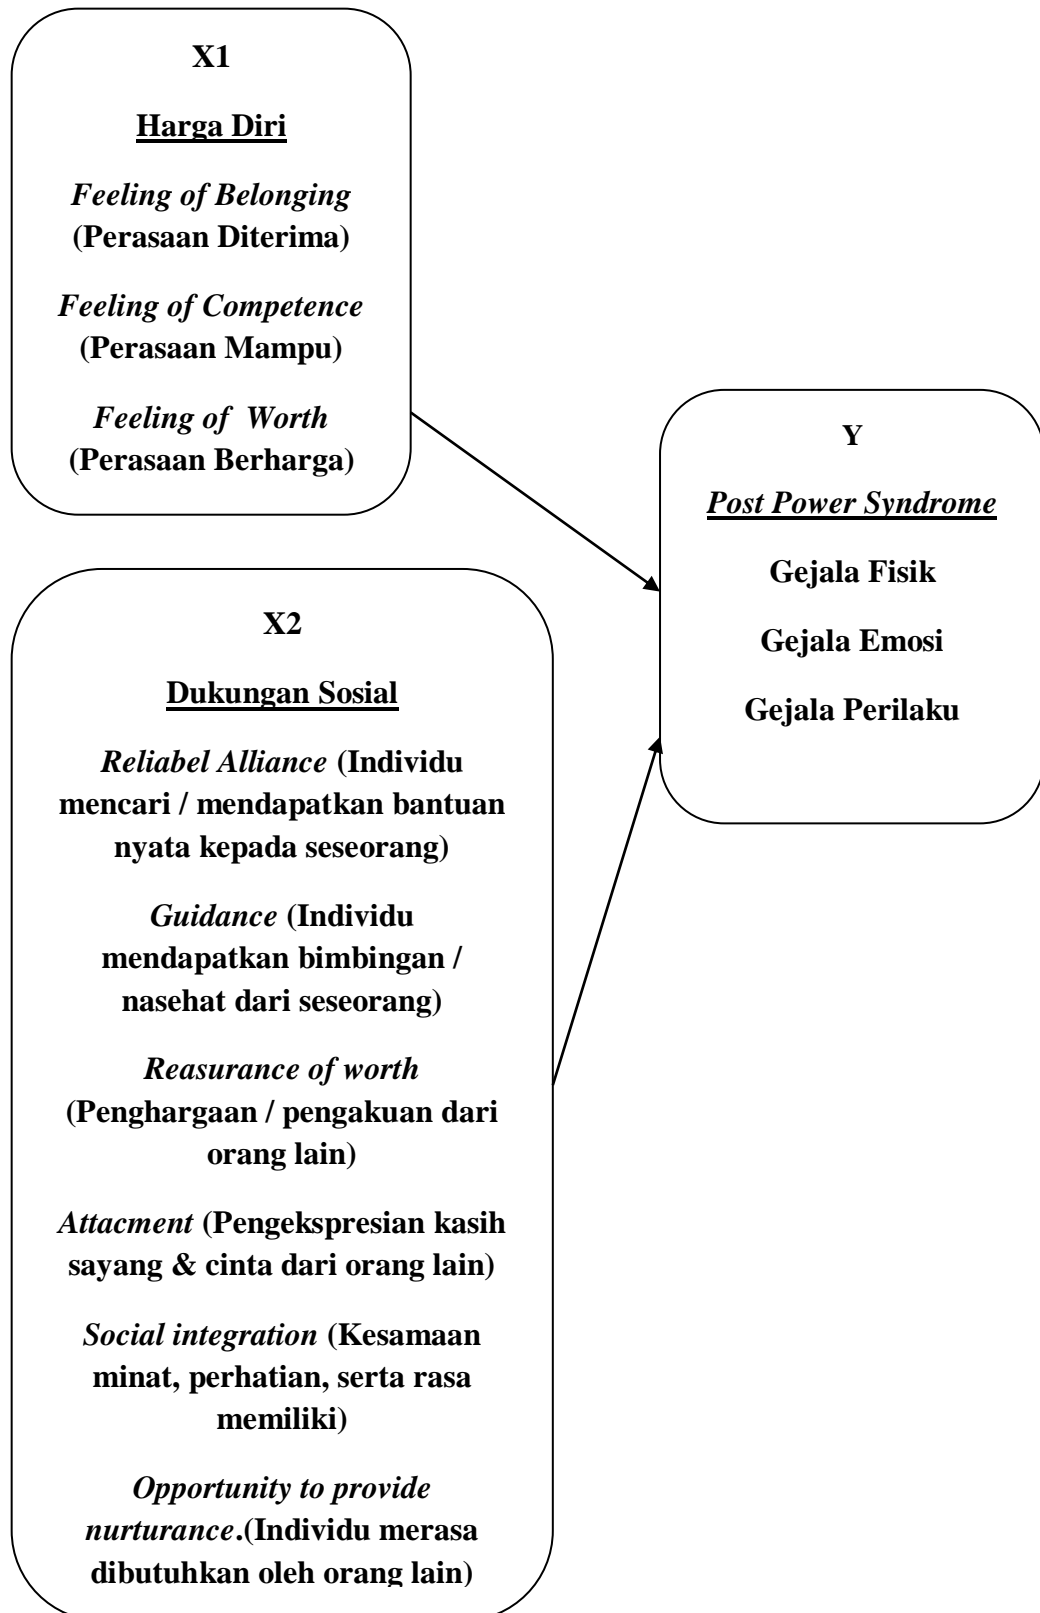 X1
Harga Diri
Feeling of Belonging
(Perasaan Diterima)
Feeling of Competence
(Perasaan Mampu)
Feeling of Worth
(Perasaan Berharga)
X2
Dukungan Sosial
Reliabel Alliance (Individu
mencari / mendapatkan bantuan
nyata kepada seseorang)
Guidance (Individu
mendapatkan bimbingan /
nasehat dari seseorang)
Reasurance of worth
(Penghargaan / pengakuan dari
orang lain)
Attacment (Pengekspresian kasih
sayang & cinta dari orang lain)
Social integration (Kesamaan
minat, perhatian, serta rasa
memiliki)
Opportunity to provide
nurturance.(Individu merasa
dibutuhkan oleh orang lain)
Y
Post Power Syndrome
Gejala Fisik
Gejala Emosi
Gejala Perilaku